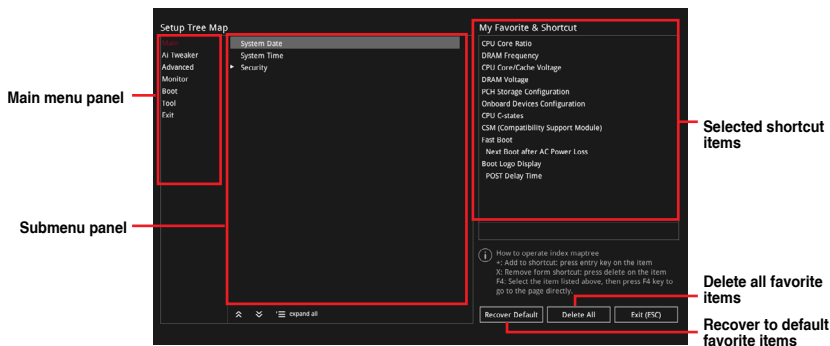 Setup Tree Map
Main
Ai Tweaker
Advanced
Monitor
Boot
Tool
Exit
System Date
System Time
Security
expand all
My Favorite & Shortcut
CPU Core Ratio
DRAM Frequency
CPU Core/Cache Voltage
DRAM Voltage
PCH Storage Configuration
Onboard Devices Configuration
CPU C-states
CSM (Compatibility Support Module)
Fast Boot
Next Boot after AC Power Loss
Boot Logo Display
POST Delay Time
How to operate index maptree
+: Add to shortcut: press entry key on the item
X: Remove form shortcut: press delete on the item
F4: Select the item listed above, then press F4 key to
go to the page directly.
Recover Default
Delete All
Exit (ESC)
Main menu panel
Submenu panel
Selected shortcut
items
Delete all favorite
items
Recover to default
favorite items